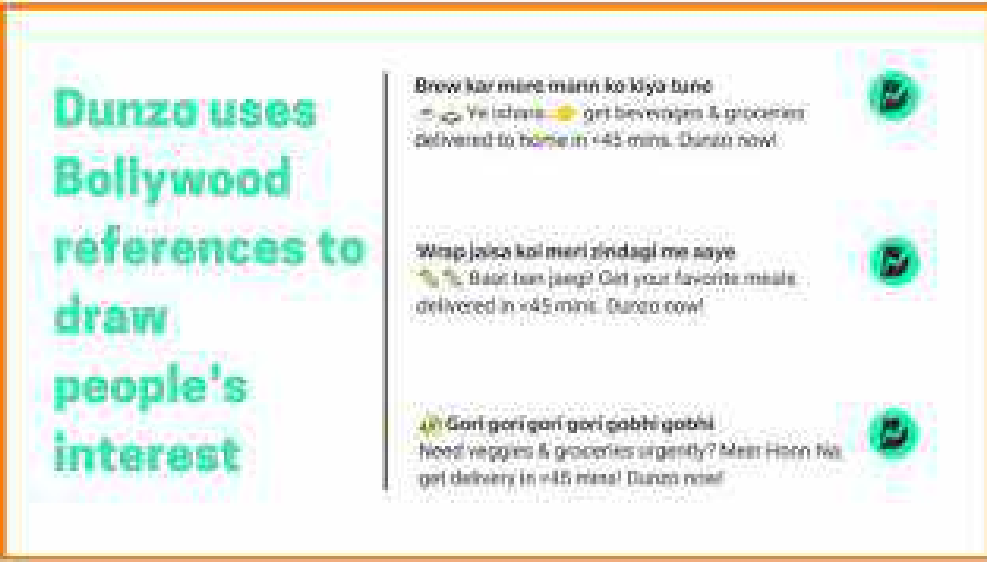 Dunzo uses
Bollywood
references to
draw
people's
interest
Brew kar mere mann ko kiya tune
Ye ishara get beverages & groceries
delivered to home in <45 mins. Dunzo now!
Wrap jaisa koi meri zindagi me aaye
Baat ban jaeg! Get your favorite meals
delivered in <45 mins. Dunzo now!
Gori gori gori gori gobhi gobhi
Need veggies & groceries urgently? Mein Hoon Na,
get delivery in <45 mins! Dunzo now!